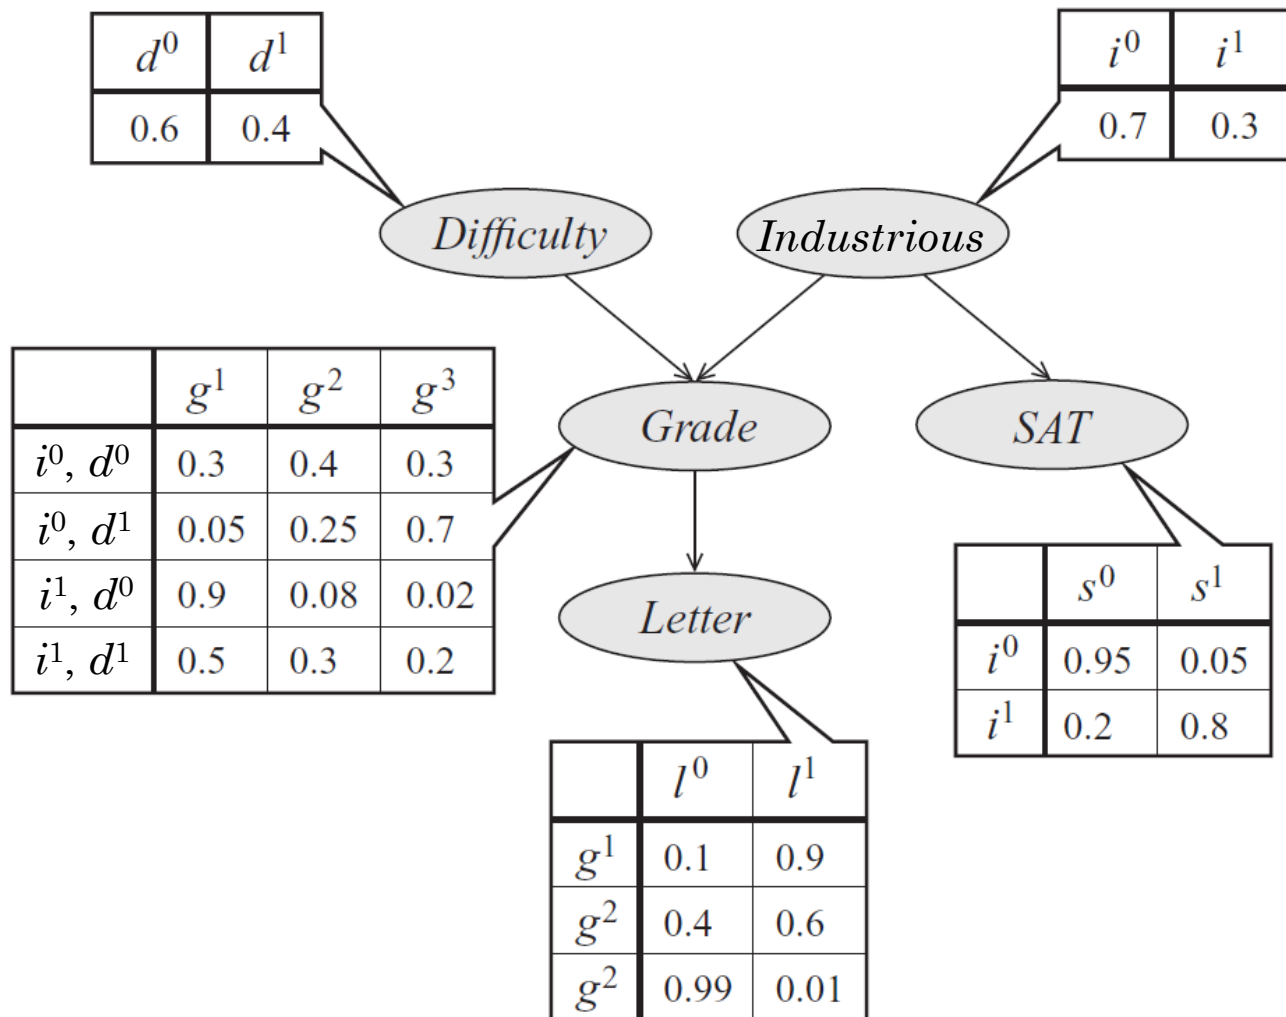 d⁰ d¹
0.6 0.4
i⁰ i¹
0.7 0.3
Difficulty
Industrious
g¹ g² g³
i⁰, d⁰ 0.3 0.4 0.3
i⁰, d¹ 0.05 0.25 0.7
i¹, d⁰ 0.9 0.08 0.02
i¹, d¹ 0.5 0.3 0.2
Grade
SAT
Letter
s⁰ s¹
i⁰ 0.95 0.05
i¹ 0.2 0.8
l⁰ l¹
g¹ 0.1 0.9
g² 0.4 0.6
g² 0.99 0.01